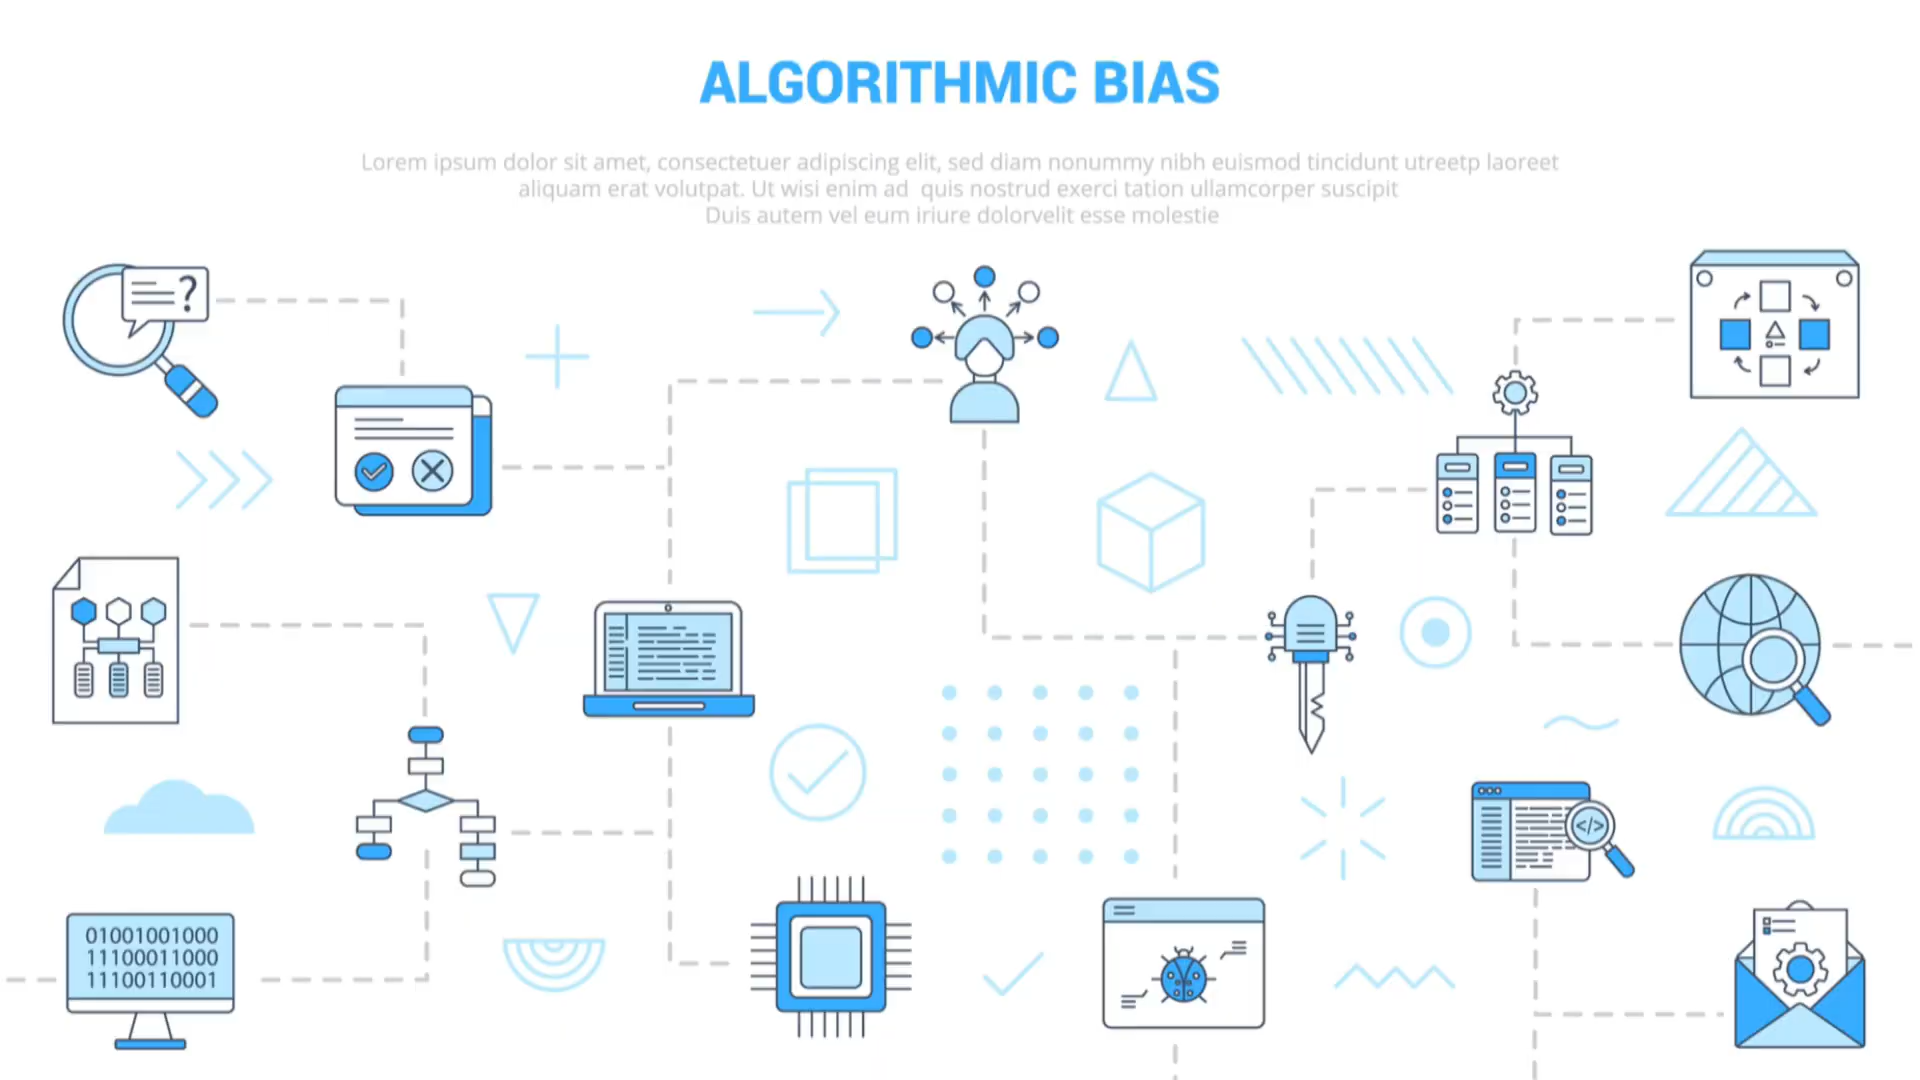 ALGORITHMIC BIAS
Lorem ipsum dolor sit amet, consectetuer adipiscing elit, sed diam nonummy nibh euismod tincidunt utreetp laoreet
aliquam erat volutpat. Ut wisi enim ad  quis nostrud exerci tation ullamcorper suscipit
Duis autem vel eum iriure dolorvelit esse molestie
?
</>
01001001000
11100011000
11100110001